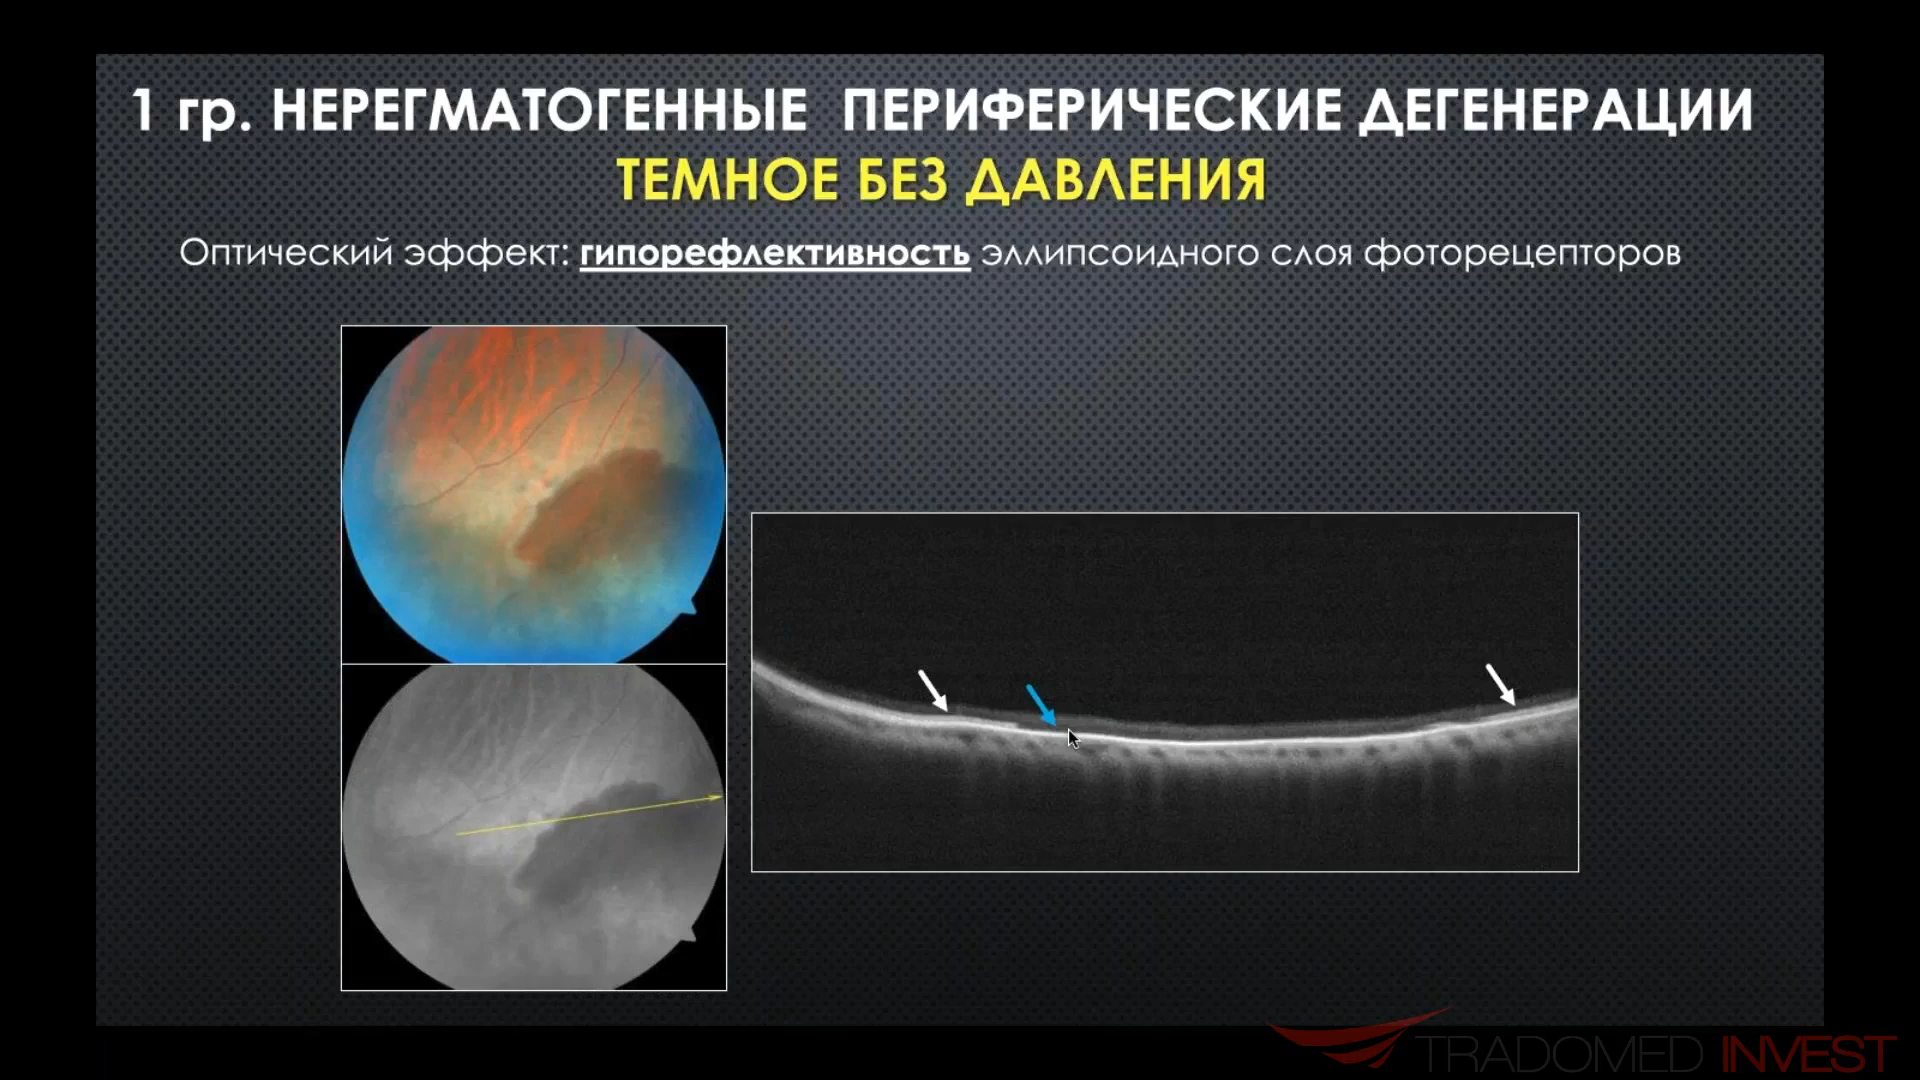 1 гр. НЕРЕГМАТОГЕННЫЕ ПЕРИФЕРИЧЕСКИЕ ДЕГЕНЕРАЦИИ
ТЕМНОЕ БЕЗ ДАВЛЕНИЯ
Оптический эффект: гипорефлективность эллипсоидного слоя фоторецепторов
TRADOMED INVEST